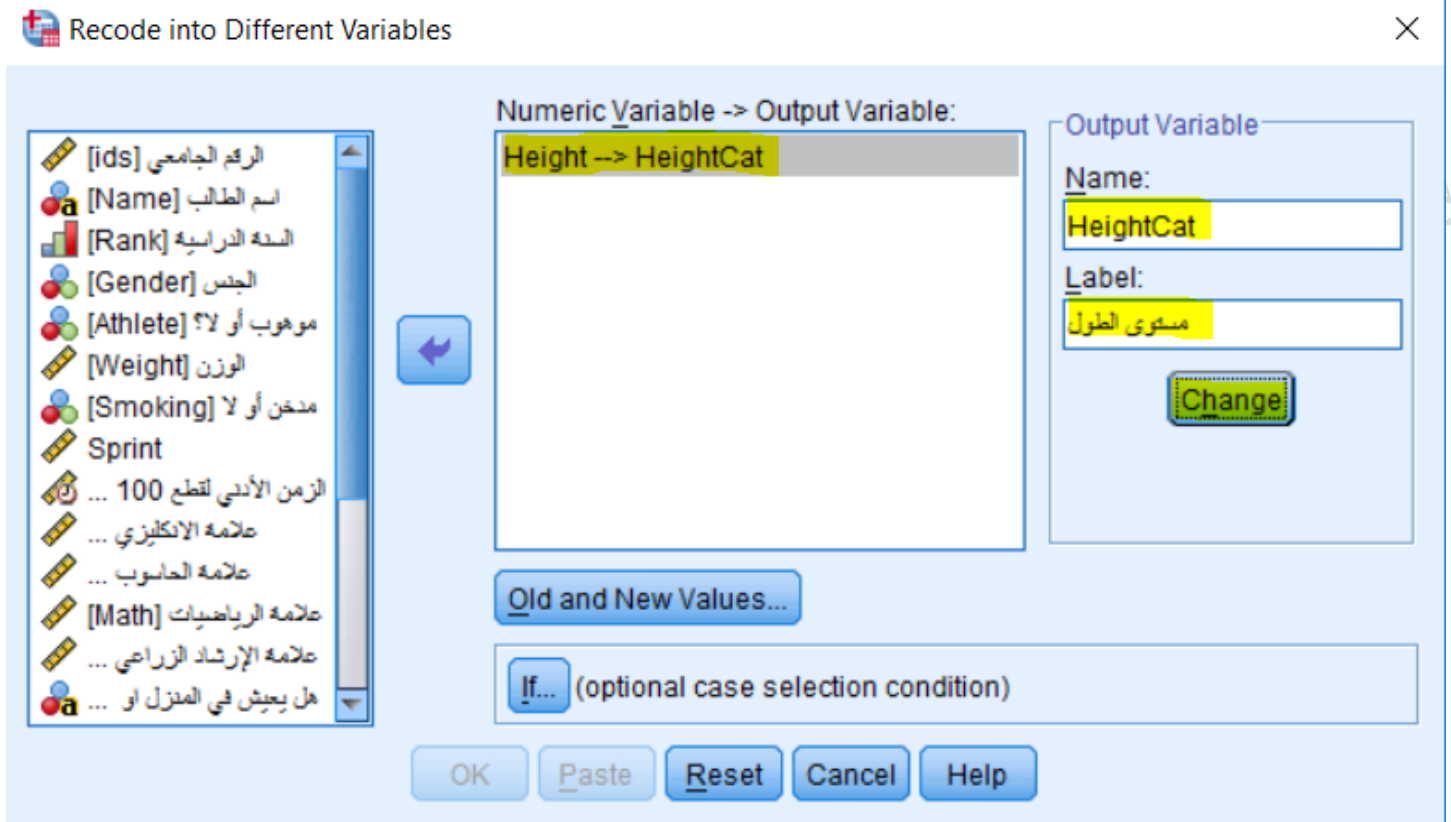 Recode into Different Variables
Numeric Variable -> Output Variable:
Height --> HeightCat
الرقم الجامعي [ids]
اسم الطالب [Name]
السنة الدراسية [Rank]
الجنس [Gender]
موهوب أو لا؟ [Athlete]
الوزن [Weight]
مدخن أو لا [Smoking]
Sprint
الزمن الأدني لقطع 100 ...
علامة الانكليزي ...
علامة الحاسوب ...
علامة الرياضيات [Math]
علامة الإرشاد الزراعي ...
هل يعيش في المنزل او ...
Output Variable
Name:
HeightCat
Label:
مستوى الطول
Change
Old and New Values...
If... (optional case selection condition)
OK Paste Reset Cancel Help